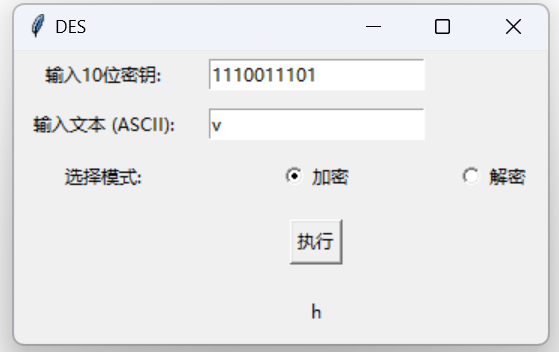 DES
输入10位密钥: 1110011101
输入文本 (ASCII): v
选择模式: 加密 解密
执行
h